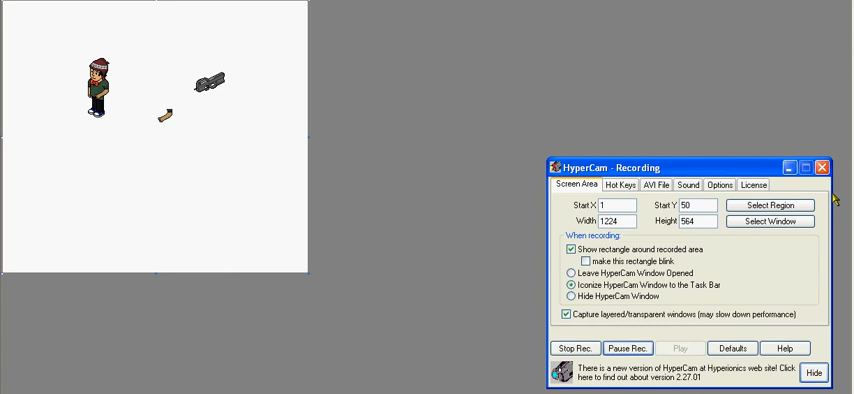 HyperCam - Recording
Screen Area Hot Keys AVI File Sound Options License
Start X 1 Start Y 50 Select Region
Width 1224 Height 564 Select Window
When recording:
Show rectangle around recorded area
make this rectangle blink
Leave HyperCam Window Opened
Iconize HyperCam Window to the Task Bar
Hide HyperCam Window
Capture layered/transparent windows (may slow down performance)
Stop Rec. Pause Rec. Play Defaults Help
There is a new version of HyperCam at Hyperionics web site! Click
here to find out about version 2.27.01
Hide